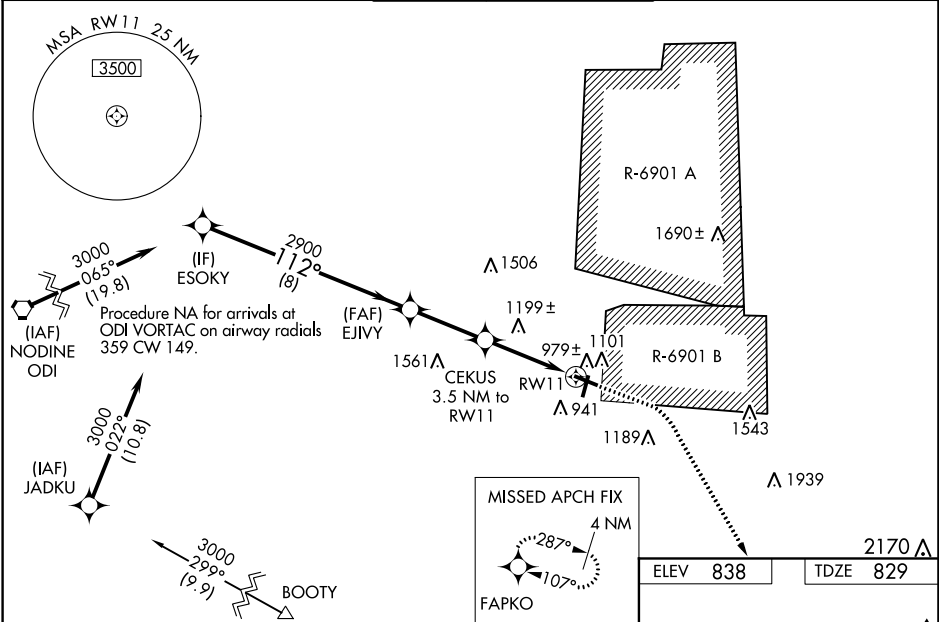 MSA RW11 25 NM
3500
R-6901 A
1690±
(IF)
ESOKY
2900
112°
(8)
3000
065°
(19.8)
1506
(IAF)
NODINE
ODI
Procedure NA for arrivals at
ODI VORTAC on airway radials
359 CW 149.
(FAF)
EJIVY
1199±
1561
CEKUS
3.5 NM to
RW11
979±
1101
RW11
R-6901 B
941
1189
1543
3000
022°
(10.8)
(IAF)
JADKU
1939
MISSED APCH FIX
4 NM
287°
107°
FAPKO
3000
299°
(9.9)
BOOTY
2170
ELEV 838
TDZE 829